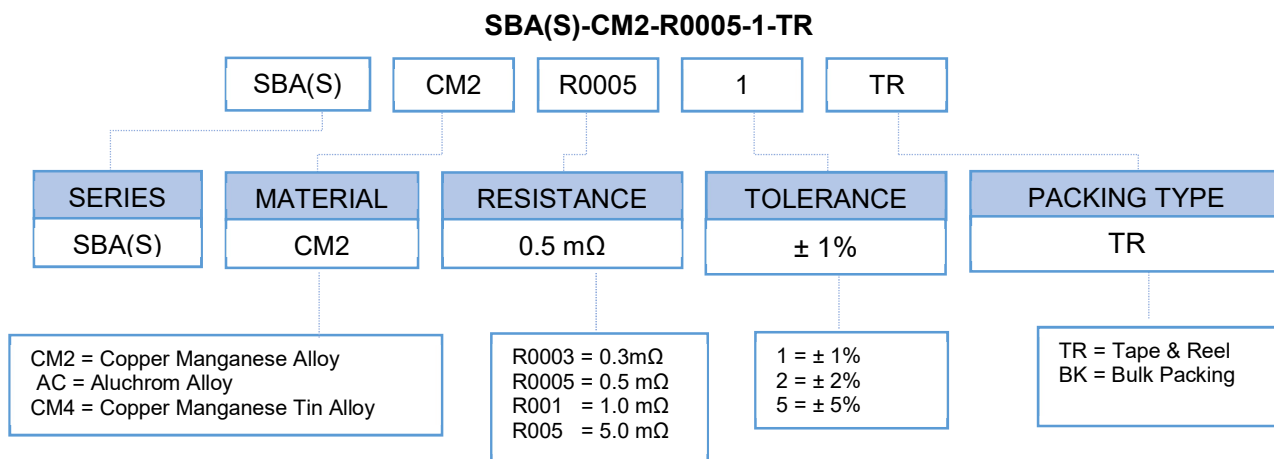 SBA(S)-CM2-R0005-1-TR
SBA(S) CM2 R0005 1 TR
SERIES MATERIAL RESISTANCE TOLERANCE PACKING TYPE
SBA(S) CM2 0.5 mΩ ± 1% TR
CM2 = Copper Manganese Alloy
AC = Aluchrom Alloy
CM4 = Copper Manganese Tin Alloy
R0003 = 0.3mΩ
R0005 = 0.5 mΩ
R001 = 1.0 mΩ
R005 = 5.0 mΩ
1 = ± 1%
2 = ± 2%
5 = ± 5%
TR = Tape & Reel
BK = Bulk Packing